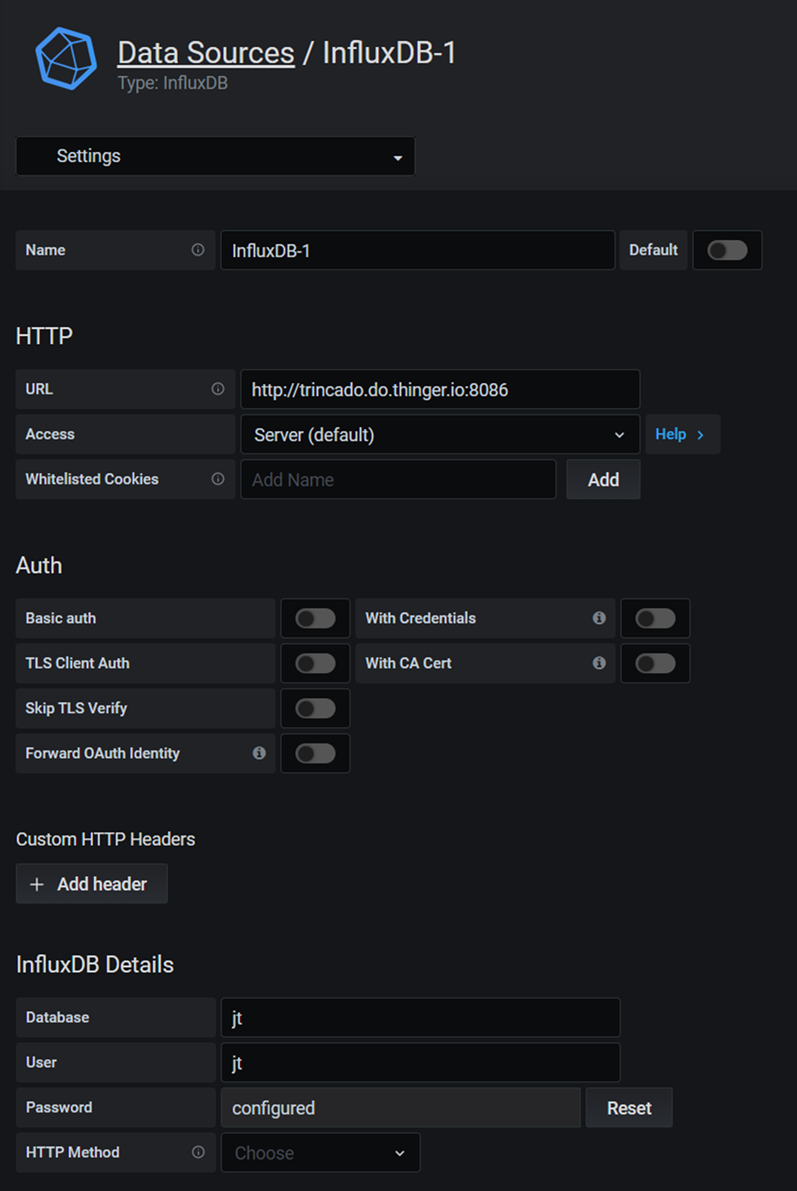 Data Sources / InfluxDB-1
Type: InfluxDB
Settings
Name InfluxDB-1 Default
HTTP
URL http://trincado.do.thinger.io:8086
Access Server (default) Help
Whitelisted Cookies Add Name Add
Auth
Basic auth With Credentials
TLS Client Auth With CA Cert
Skip TLS Verify
Forward OAuth Identity
Custom HTTP Headers
+ Add header
InfluxDB Details
Database jt
User jt
Password configured Reset
HTTP Method Choose